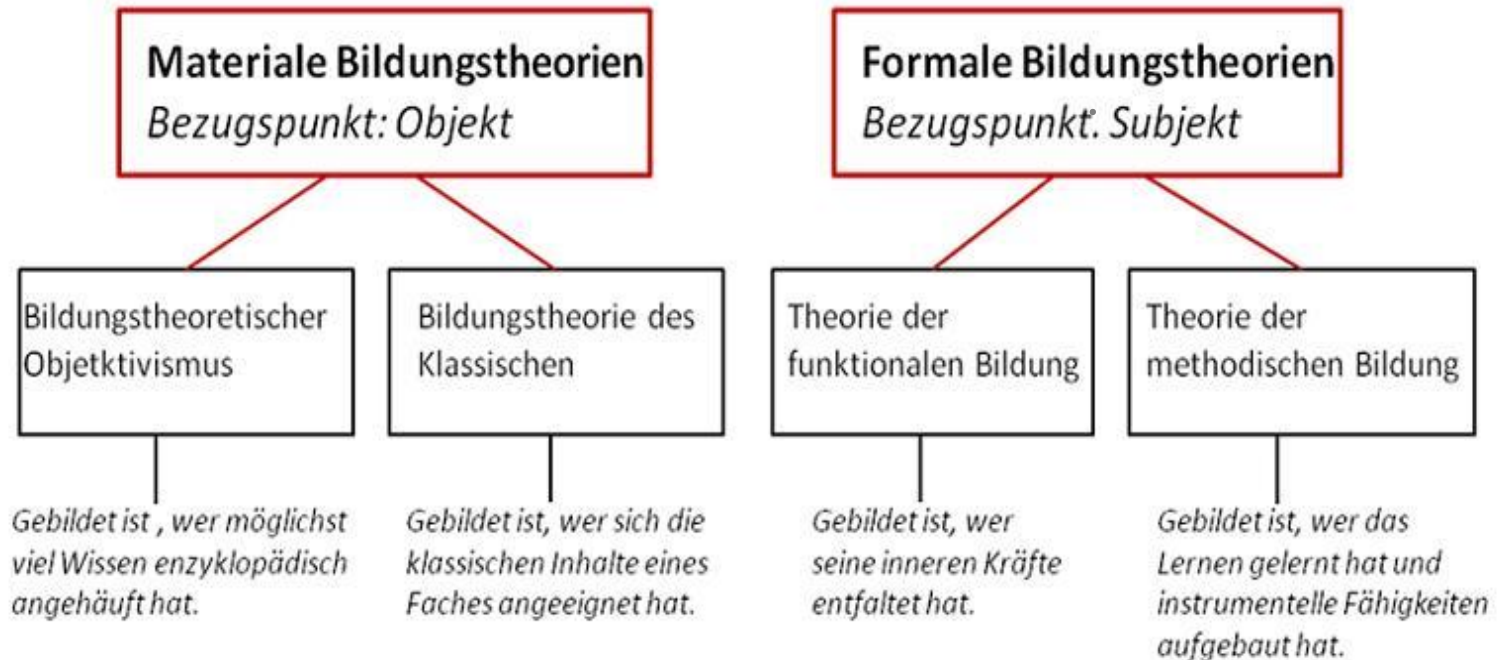 Materiale Bildungstheorien
Bezugspunkt: Objekt
Formale Bildungstheorien
Bezugspunkt. Subjekt
Bildungstheoretischer
Objetktivismus
Bildungstheorie des
Klassischen
Theorie der
funktionalen Bildung
Theorie der
methodischen Bildung
Gebildet ist , wer möglichst
viel Wissen enzyklopädisch
angehäuft hat.
Gebildet ist, wer sich die
klassischen Inhalte eines
Faches angeeignet hat.
Gebildet ist, wer
seine inneren Kräfte
entfaltet hat.
Gebildet ist, wer das
Lernen gelernt hat und
instrumentelle Fähigkeiten
aufgebaut hat.